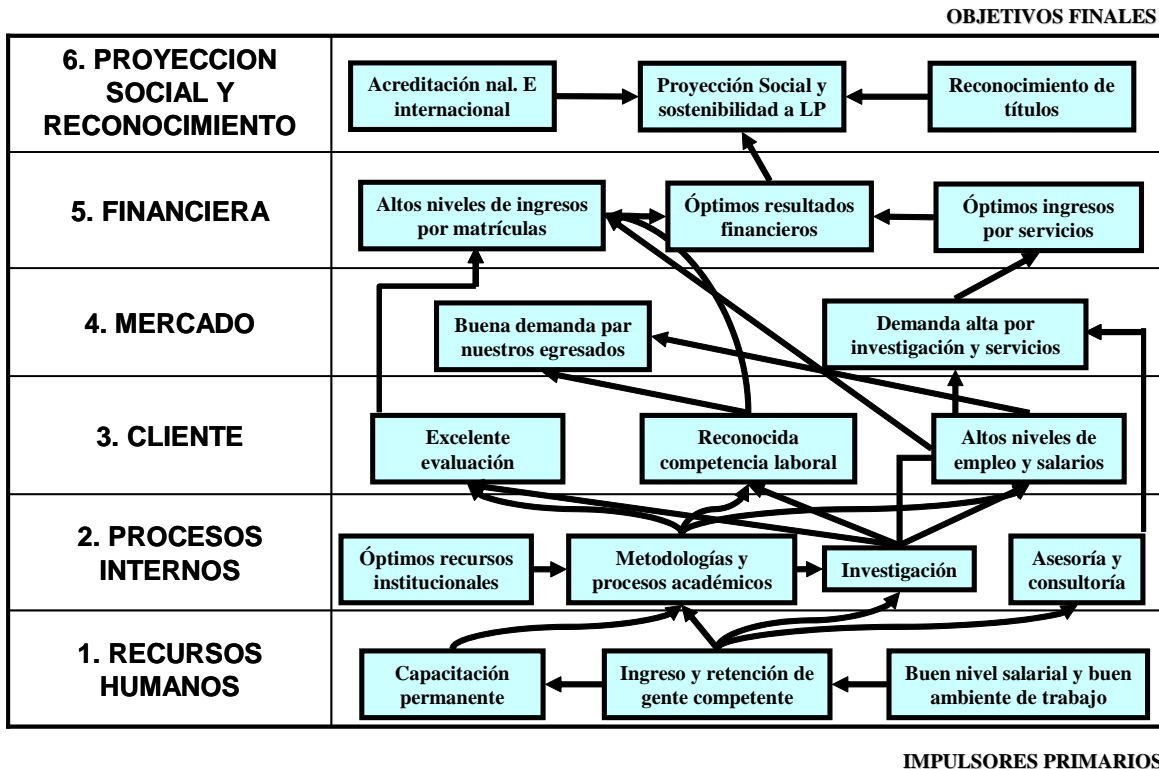 OBJETIVOS FINALES
6. PROYECCION
SOCIAL Y
RECONOCIMIENTO
Acreditación nal. E
internacional
Proyección Social y
sostenibilidad a LP
Reconocimiento de
títulos
5. FINANCIERA
Altos niveles de ingresos
por matrículas
Óptimos resultados
financieros
Óptimos ingresos
por servicios
4. MERCADO
Buena demanda par
nuestros egresados
Demanda alta por
investigación y servicios
3. CLIENTE
Excelente
evaluación
Reconocida
competencia laboral
Altos niveles de
empleo y salarios
2. PROCESOS
INTERNOS
Óptimos recursos
institucionales
Metodologías y
procesos académicos
Investigación
Asesoría y
consultoría
1. RECURSOS
HUMANOS
Capacitación
permanente
Ingreso y retención de
gente competente
Buen nivel salarial y buen
ambiente de trabajo
IMPULSORES PRIMARIOS